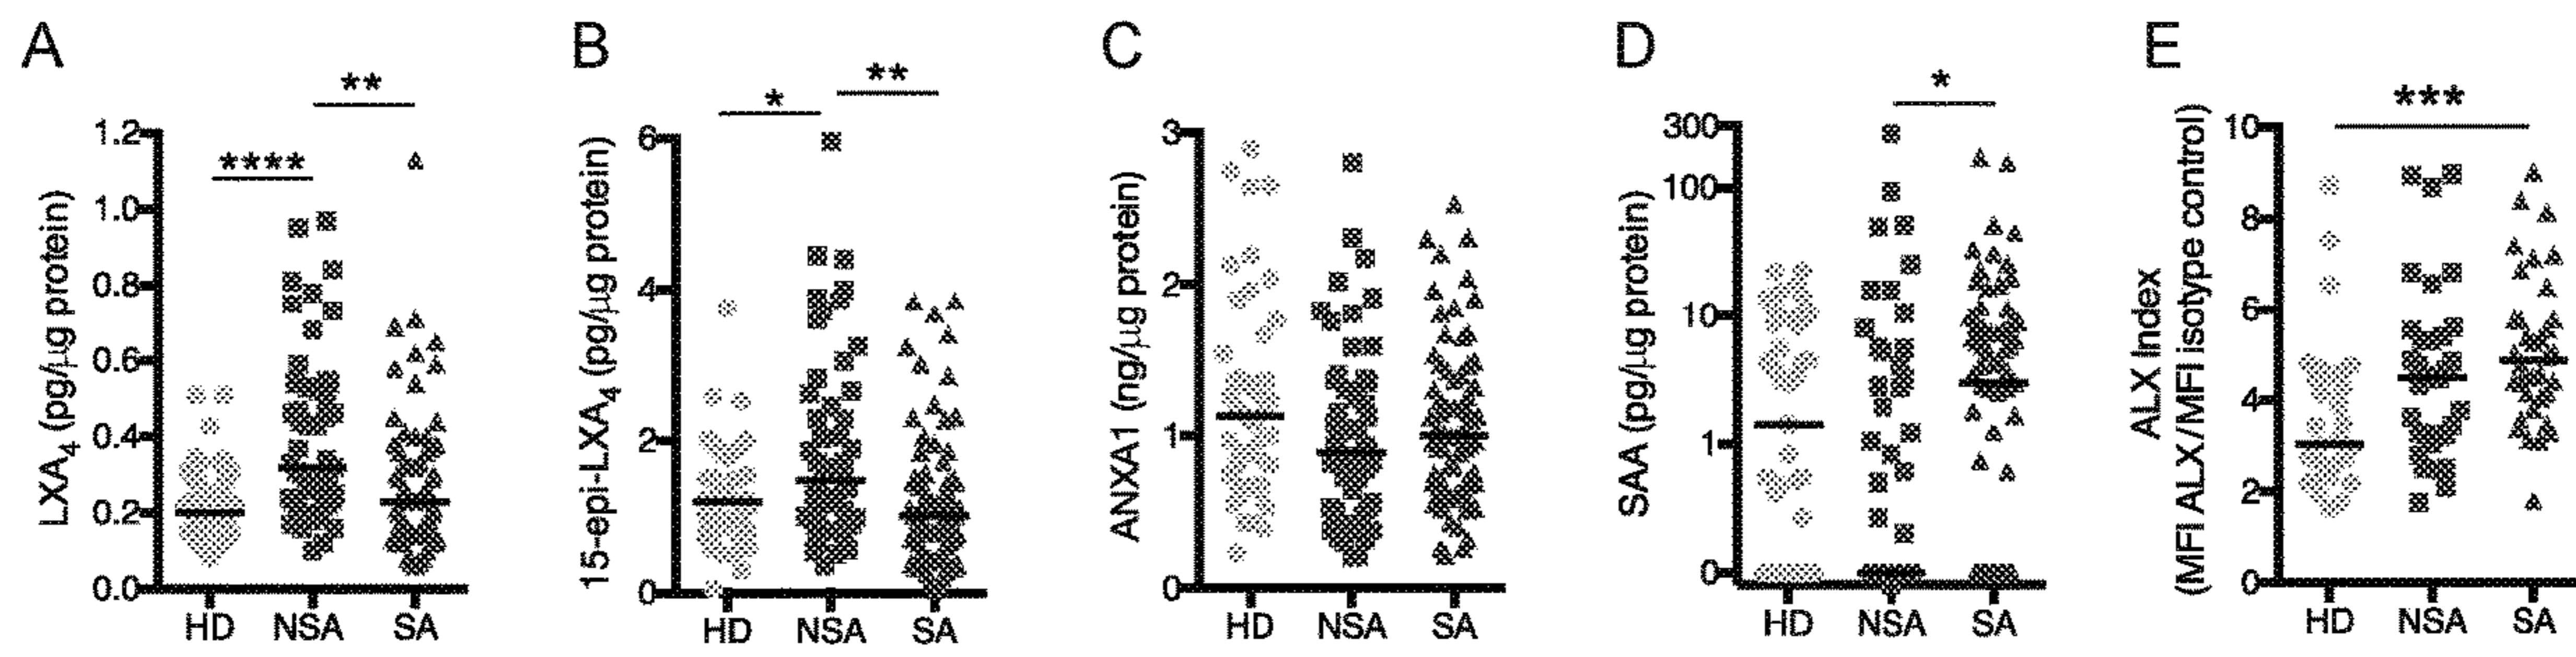 A
LXA4 (pg/μg protein)
1.2
1.0
0.8
0.6
0.4
0.2
0.0
****
**
HD NSA SA
B
15-epi-LXA4 (pg/μg protein)
6
4
2
0
*
**
HD NSA SA
C
ANXA1 (ng/μg protein)
3
2
1
0
HD NSA SA
D
SAA (pg/μg protein)
300
100
10
1
0
*
HD NSA SA
E
ALX Index
(MFI ALX/MFI isotype control)
10
8
6
4
2
0
***
HD NSA SA